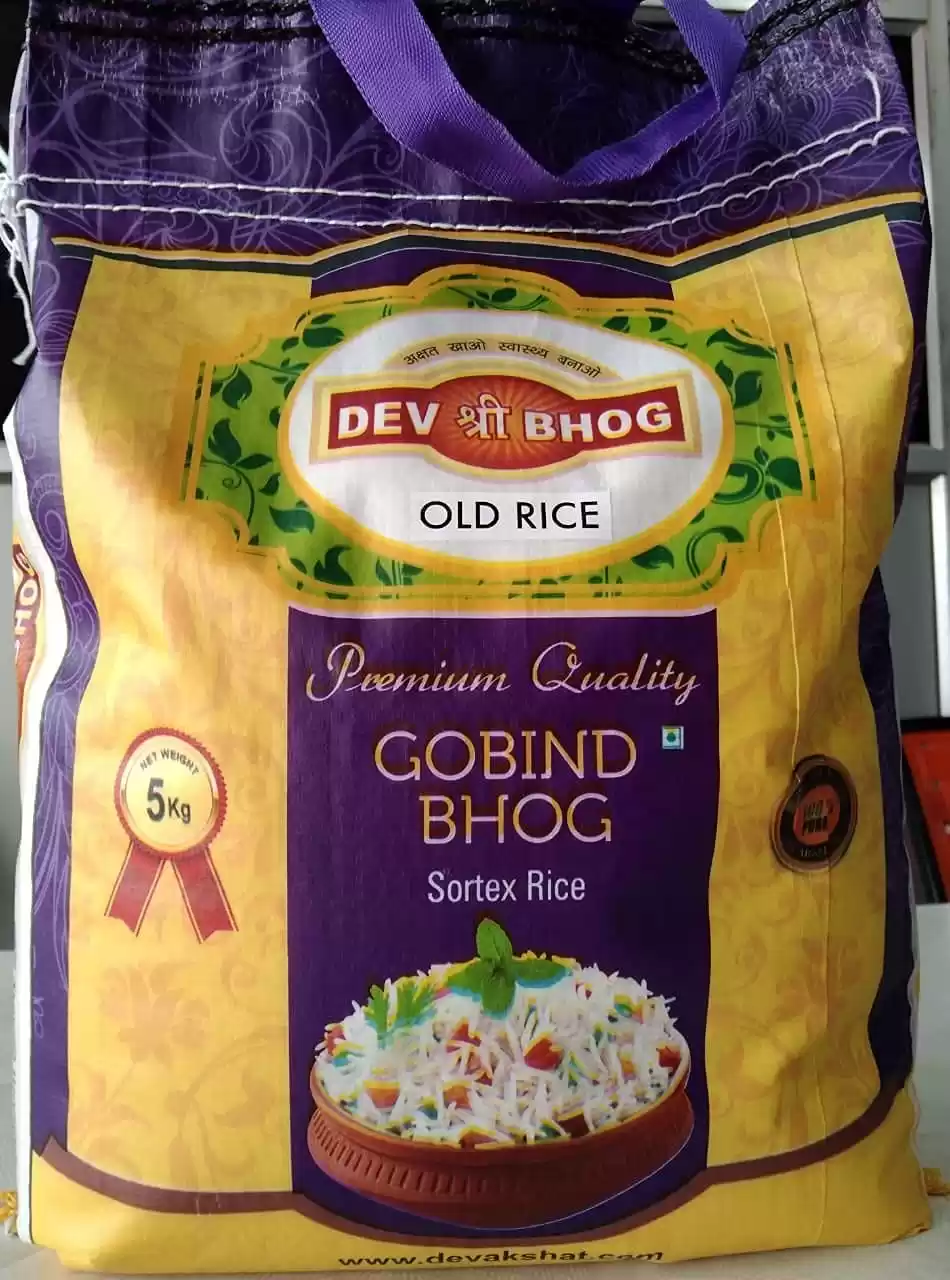 अक्षत खाओ स्वास्थ्य बनाओ
DEV श्री BHOG
OLD RICE
Premium Quality
GOBIND
BHOG
Sortex Rice
NET WEIGHT
5Kg
www.devakshat.com